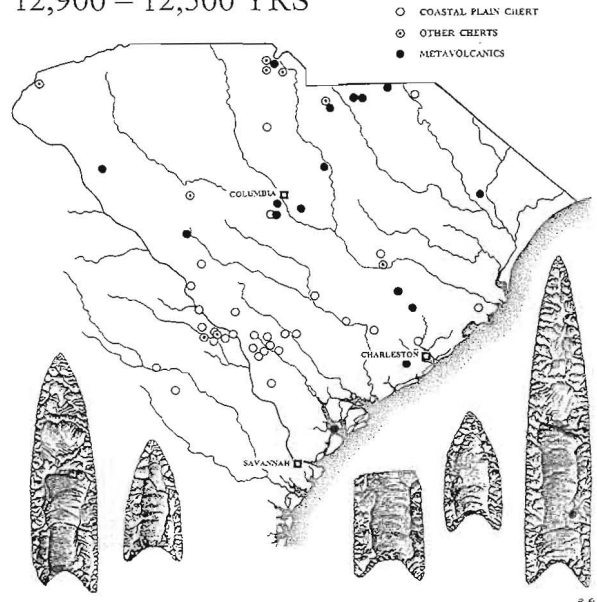 12,900 – 12,500 YRS
COASTAL PLAIN CHERT
OTHER CHERTS
METAVOLCANICS
COLUMBIA
CHARLESTON
SAVANNAH